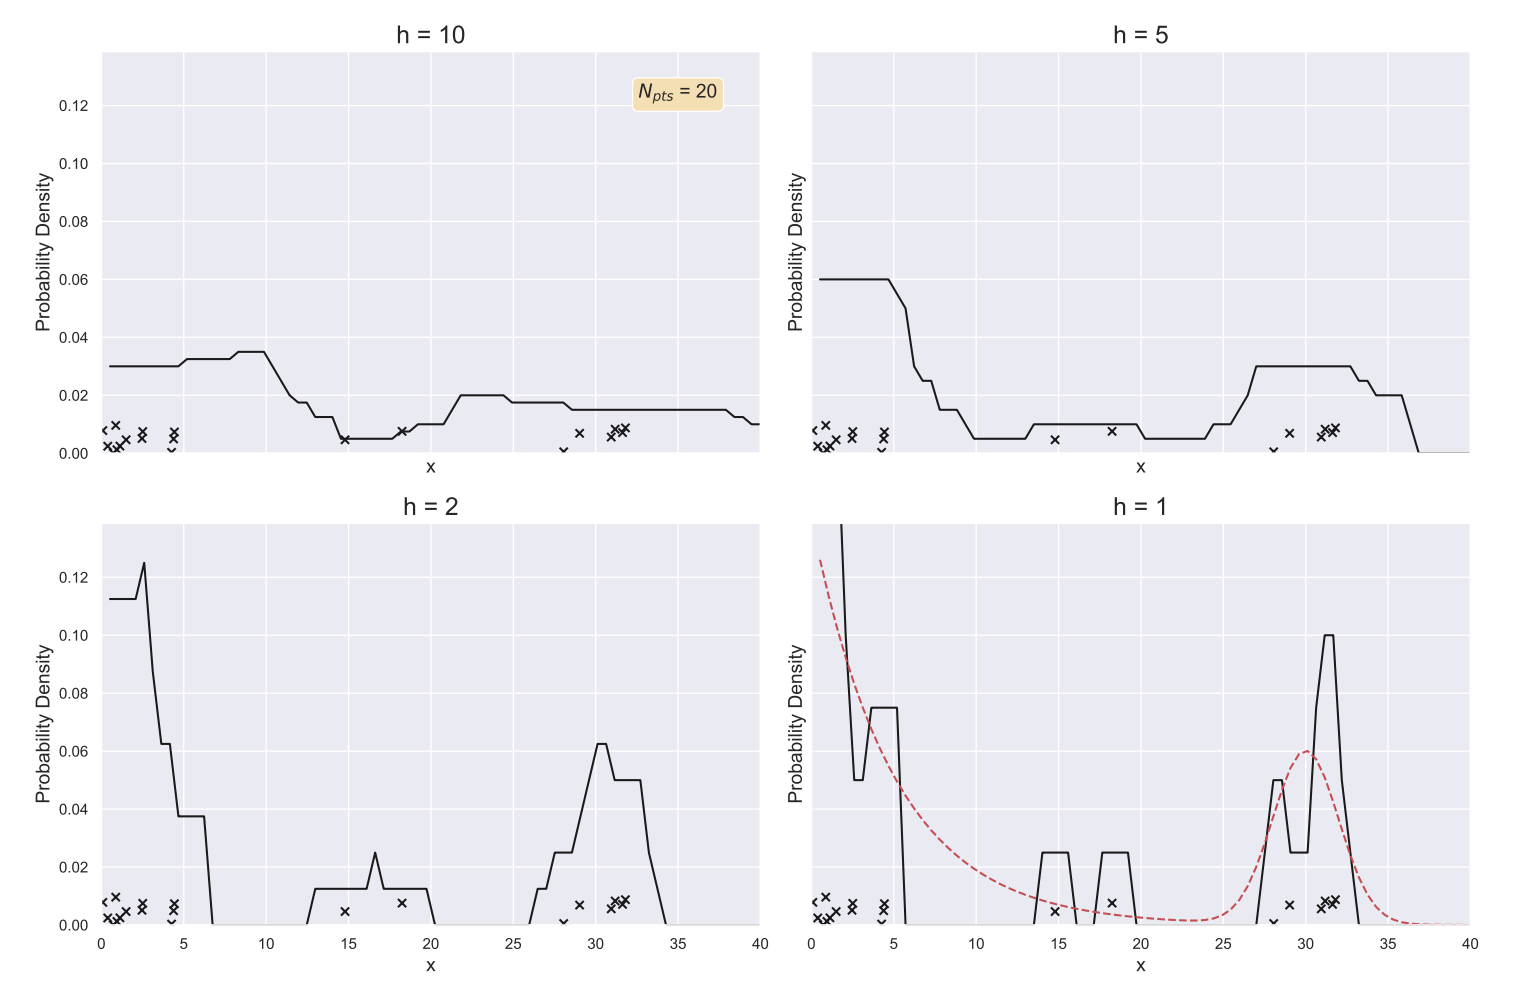 h = 10
h = 5
N_pts = 20
Probability Density
0.12
0.10
0.08
0.06
0.04
0.02
0.00
x
Probability Density
x
h = 2
h = 1
Probability Density
0.12
0.10
0.08
0.06
0.04
0.02
0.00
0 5 10 15 20 25 30 35 40
x
Probability Density
0 5 10 15 20 25 30 35 40
x